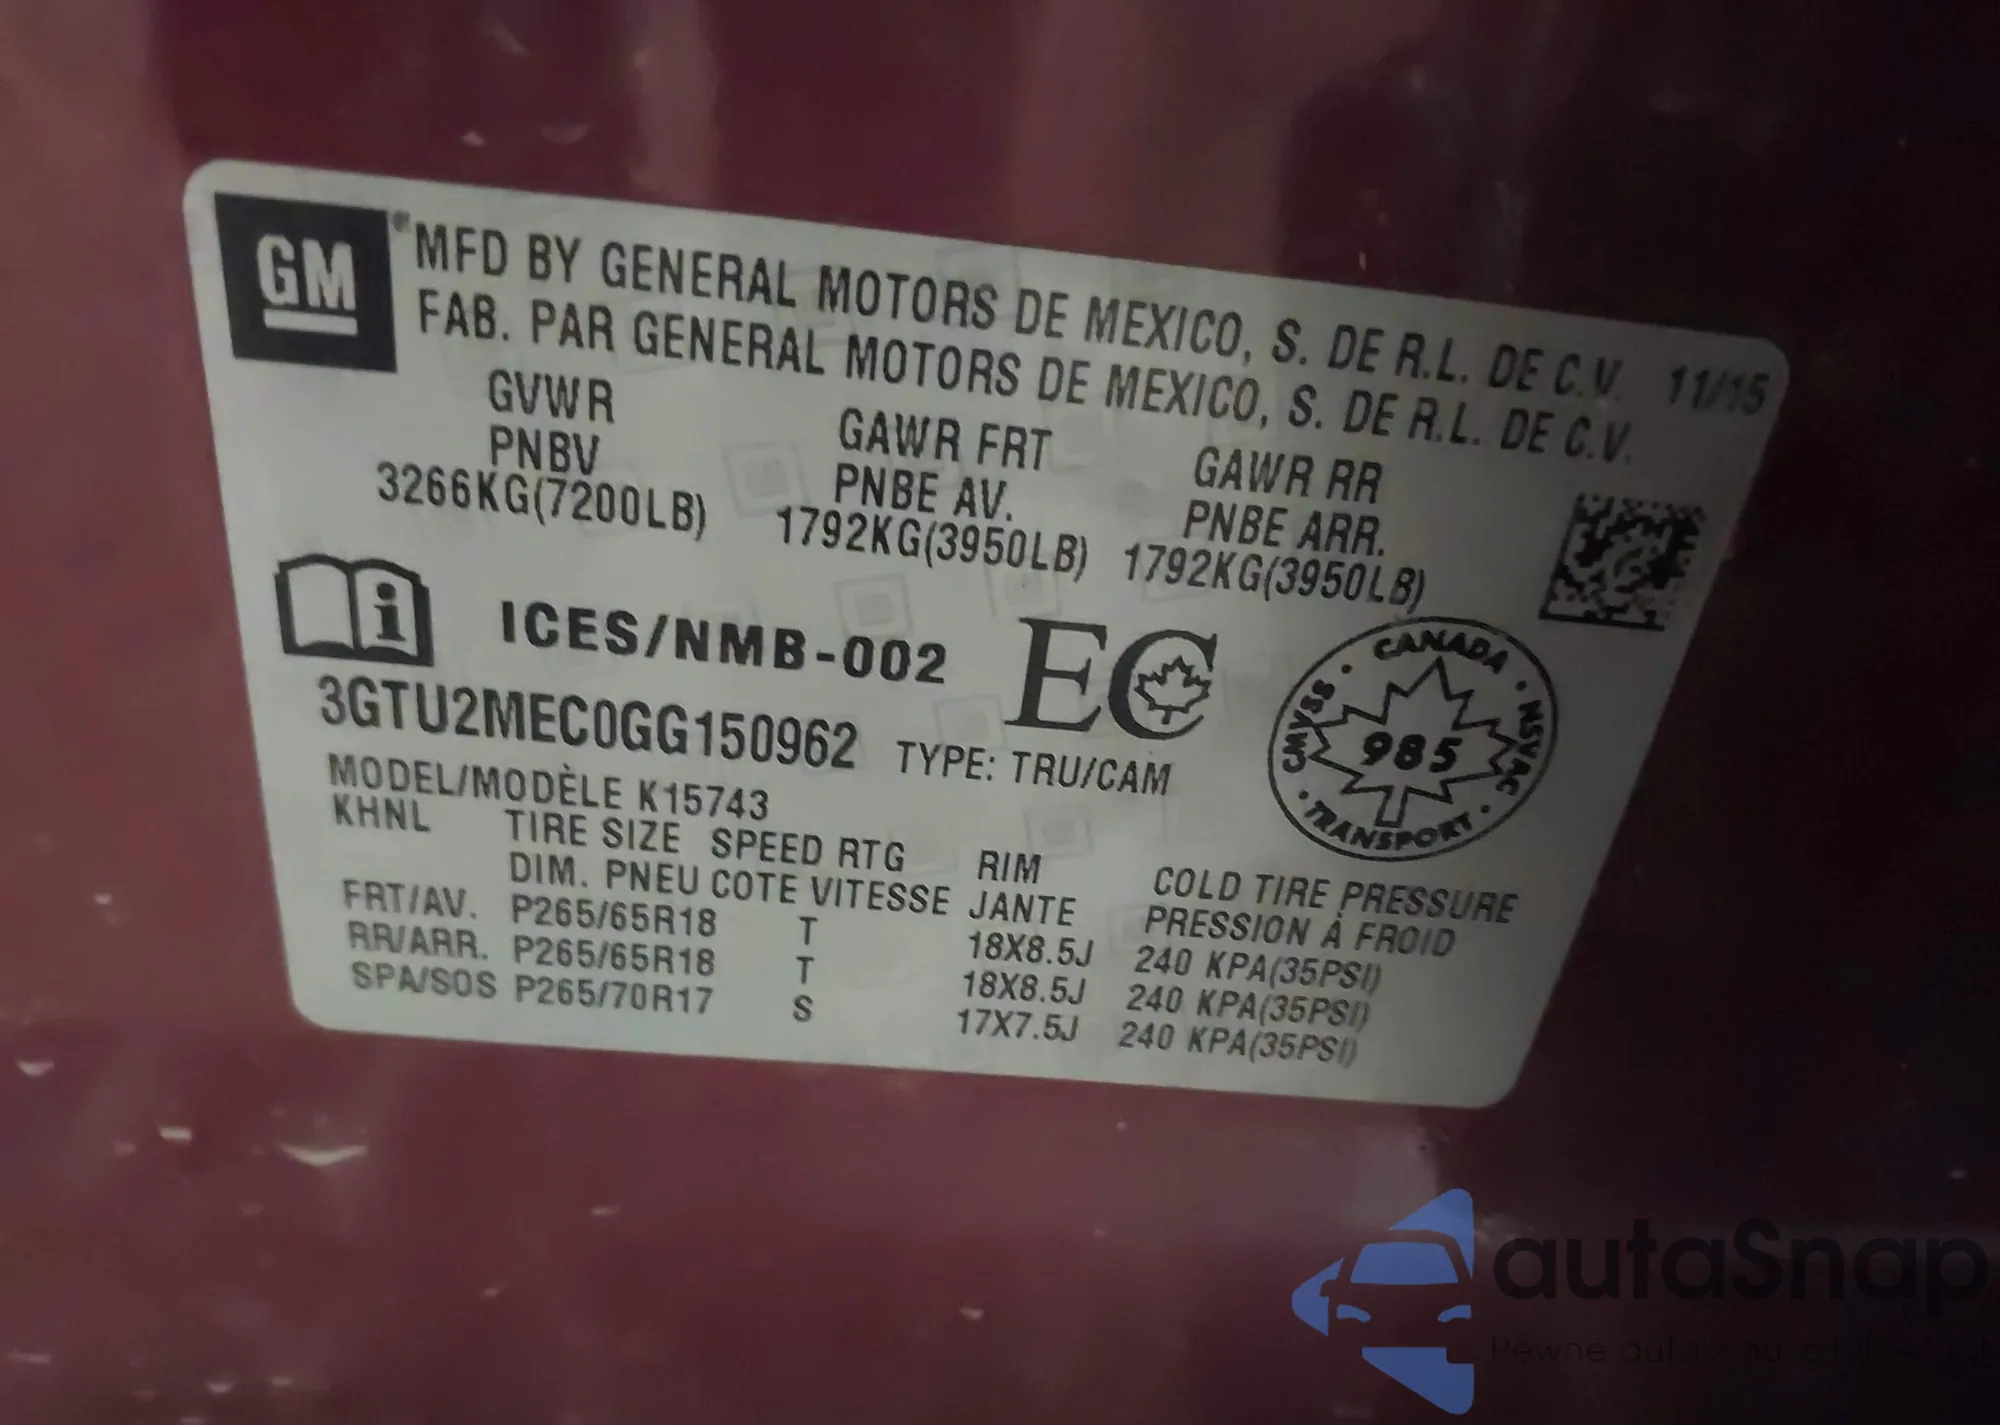 GM
® MFD BY GENERAL MOTORS DE MEXICO, S. DE R.L. DE C.V. 11/15
FAB. PAR GENERAL MOTORS DE MEXICO, S. DE R.L. DE C.V.
GVWR GAWR FRT GAWR RR
PNBV PNBE AV. PNBE ARR.
3266KG(7200LB) 1792KG(3950LB) 1792KG(3950LB)
i ICES/NMB-002 EC
CANADA
CMVSS 985 NSVAC
TRANSPORT
3GTU2MEC0GG150962 TYPE: TRU/CAM
MODEL/MODÈLE K15743
KHNL TIRE SIZE SPEED RTG RIM COLD TIRE PRESSURE
DIM. PNEU COTE VITESSE JANTE PRESSION À FROID
FRT/AV. P265/65R18 T 18X8.5J 240 KPA(35PSI)
RR/ARR. P265/65R18 T 18X8.5J 240 KPA(35PSI)
SPA/SOS P265/70R17 S 17X7.5J 240 KPA(35PSI)
autaSnap
Pewne auta